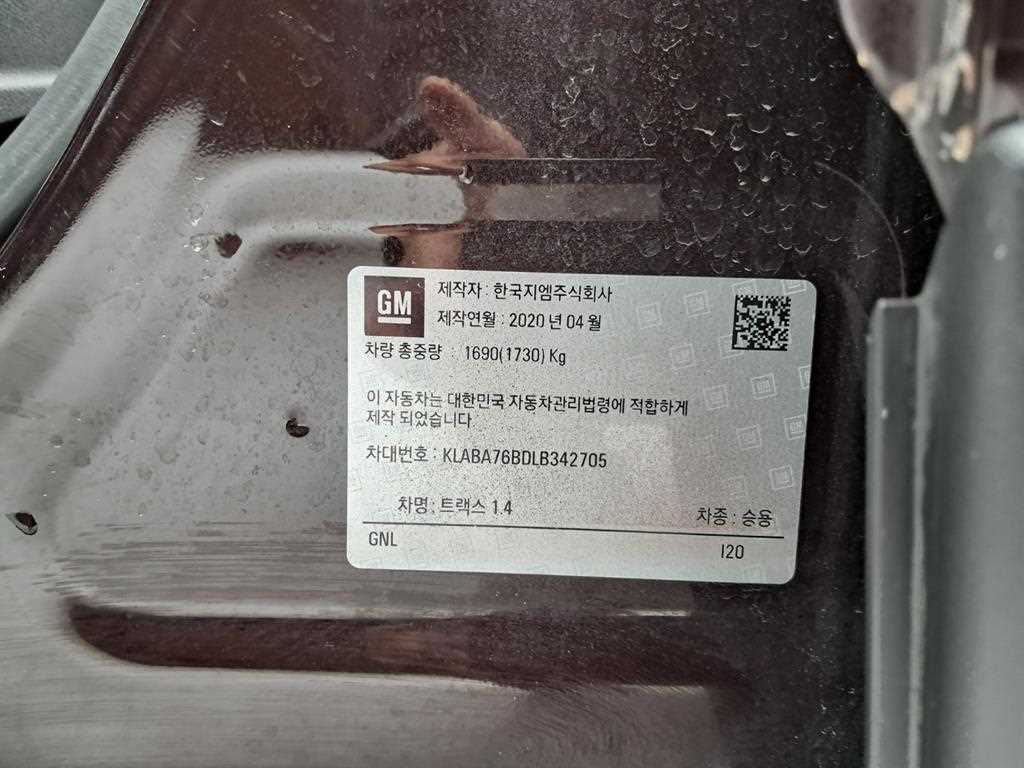 GM
제작자 : 한국지엠주식회사
제작연월 : 2020 년 04 월
차량 총중량 : 1690(1730) Kg
이 자동차는 대한민국 자동차관리법령에 적합하게
제작 되었습니다.
차대번호 : KLABA76BDLB342705
차명 : 트랙스 1.4
차종 : 승용
GNL
I20